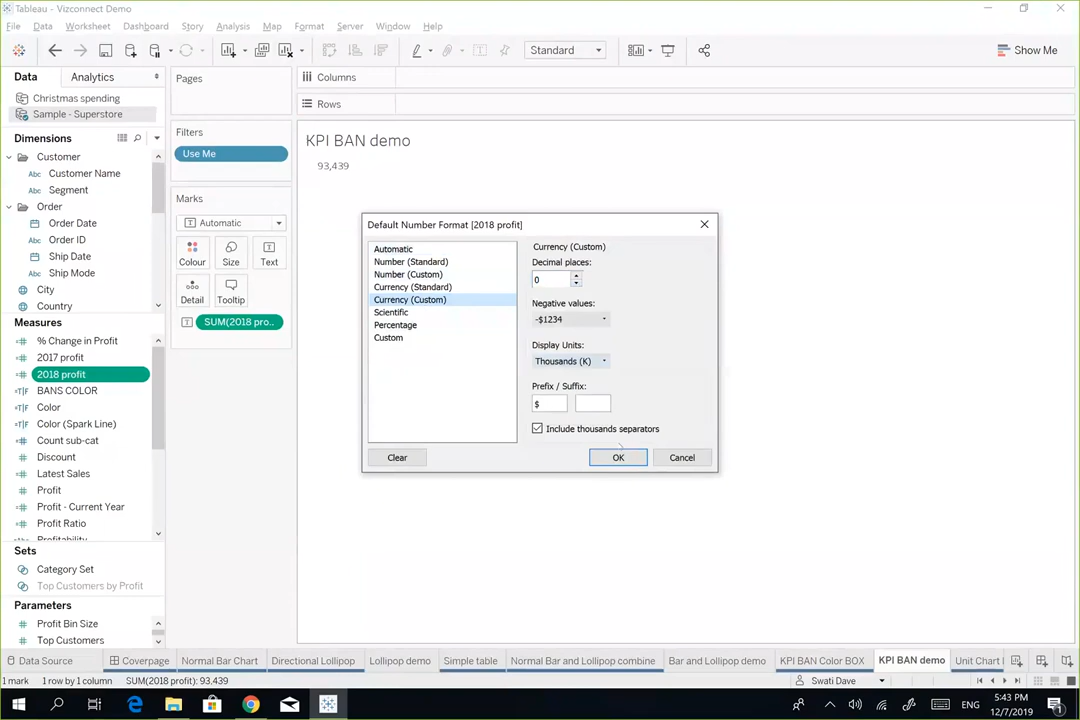 Tableau - Vizconnect Demo
File Data Worksheet Dashboard Story Analysis Map Format Server Window Help
Standard
Show Me
Data Analytics
Christmas spending
Sample - Superstore
Dimensions
Customer
Abc Customer Name
Abc Segment
Order
Order Date
Abc Order ID
Ship Date
Abc Ship Mode
City
Country
Measures
% Change in Profit
2017 profit
2018 profit
=T|F BANS COLOR
=T|F Color
=T|F Color (Spark Line)
Count sub-cat
Discount
Latest Sales
Profit
Profit - Current Year
Profit Ratio
=Abc Profitability
Sets
Category Set
Top Customers by Profit
Parameters
Profit Bin Size
Top Customers
Pages
Filters
Use Me
Marks
Automatic
Colour Size Text
Detail Tooltip
SUM(2018 pro..
Columns
Rows
KPI BAN demo
93,439
Default Number Format [2018 profit]
Automatic
Number (Standard)
Number (Custom)
Currency (Standard)
Currency (Custom)
Scientific
Percentage
Custom
Currency (Custom)
Decimal places:
0
Negative values:
-$1234
Display Units:
Thousands (K)
Prefix / Suffix:
$
Include thousands separators
Clear OK Cancel
Data Source Coverpage Normal Bar Chart Directional Lollipop Lollipop demo Simple table Normal Bar and Lollipop combine Bar and Lollipop demo KPI BAN Color BOX KPI BAN demo Unit Chart
1 mark 1 row by 1 column SUM(2018 profit): 93,439 Swati Dave
ENG
5:43 PM
12/7/2019
1